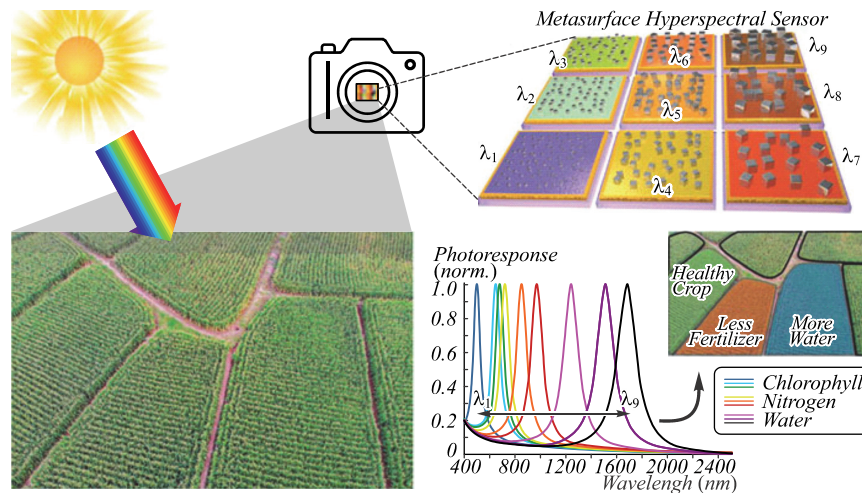 Metasurface Hyperspectral Sensor
λ3
λ6
λ9
λ2
λ5
λ8
λ1
λ4
λ7
Photoresponse
(norm.)
1.0
0.8
0.6
0.4
0.2
0
λ1
λ9
400
800
1200
1600
2000
2400
Wavelengh (nm)
Healthy
Crop
Less
Fertilizer
More
Water
Chlorophyll
Nitrogen
Water